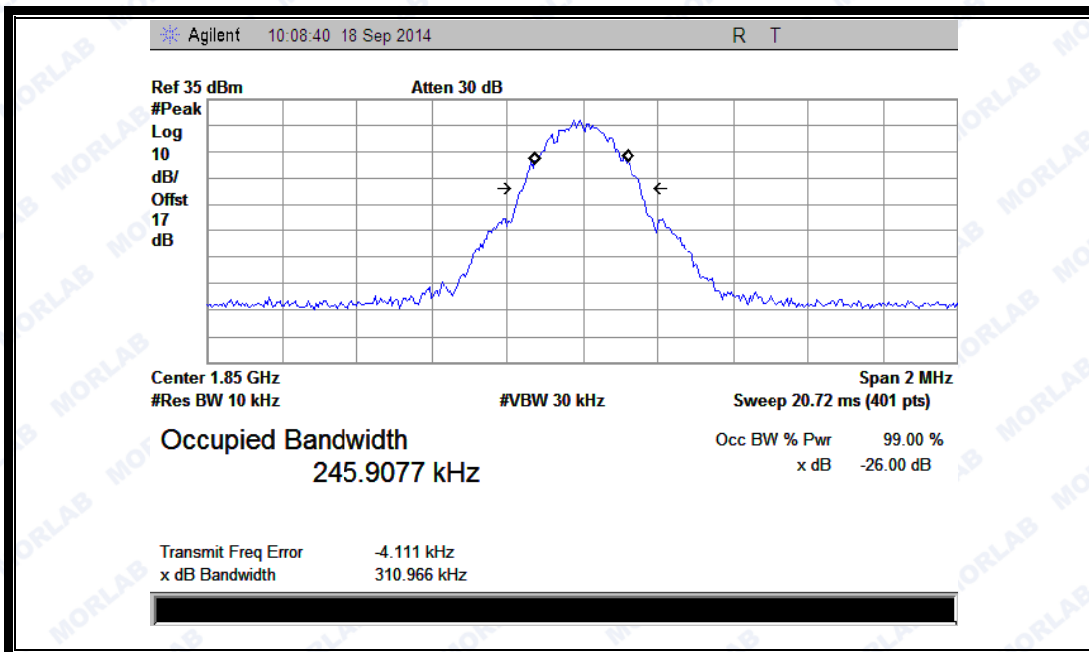 Agilent 10:08:40 18 Sep 2014 R T
Ref 35 dBm Atten 30 dB
#Peak
Log
10
dB/
Offst
17
dB
Center 1.85 GHz Span 2 MHz
#Res BW 10 kHz #VBW 30 kHz Sweep 20.72 ms (401 pts)
Occupied Bandwidth Occ BW % Pwr 99.00 %
245.9077 kHz x dB -26.00 dB
Transmit Freq Error -4.111 kHz
x dB Bandwidth 310.966 kHz
MORLAB